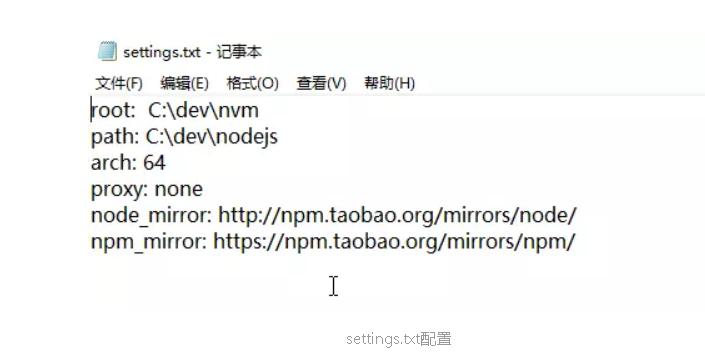 settings.txt - 记事本
文件(F) 编辑(E) 格式(O) 查看(V) 帮助(H)
root:  C:\dev\nvm
path: C:\dev\nodejs
arch: 64
proxy: none
node_mirror: http://npm.taobao.org/mirrors/node/
npm_mirror: https://npm.taobao.org/mirrors/npm/
settings.txt配置